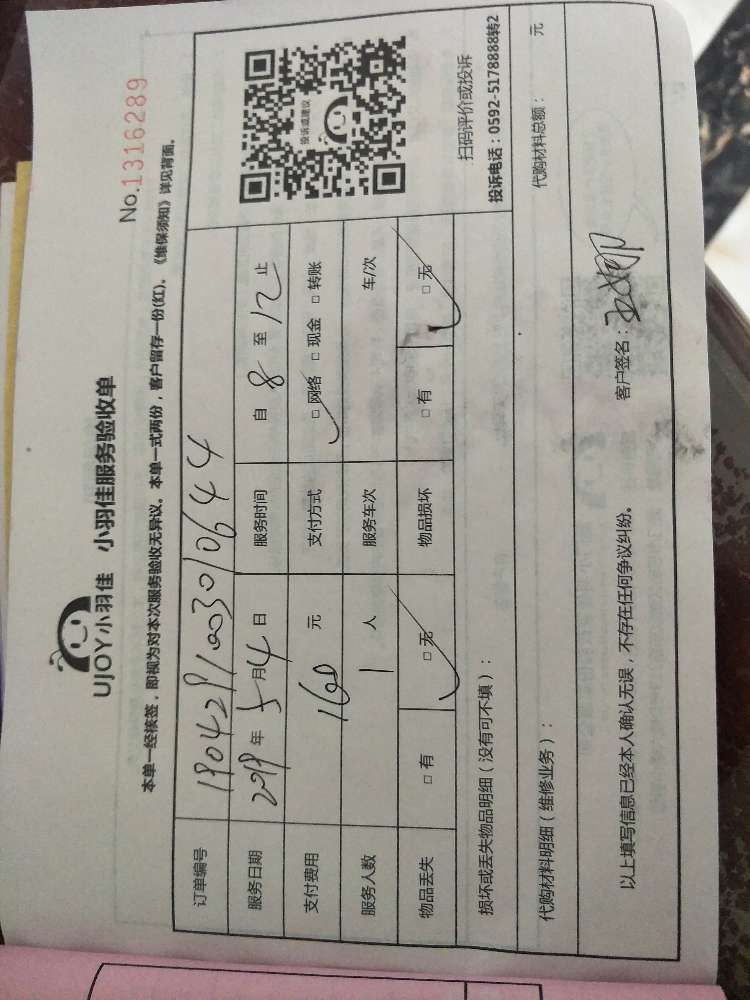 No.1316289
UJOY小羽佳 小羽佳服务验收单
本单一经核签，即视为对本次服务验收无异议。本单一式两份，客户留存一份(红)。《维保须知》详见背面。
订单编号
服务日期 2019 年 5 月 4 日 服务时间 自 8 至 12 止
支付费用 160 元 支付方式 □ 网络 □ 现金 □ 转账
服务人数 1 人 服务车次 车/次
物品丢失 □ 有 □ 无 物品损坏 □ 有 □ 无
投诉或建议
扫码评价或投诉
投诉电话：0592-5178888转2
损坏或丢失物品明细（没有可不填）：
代购材料明细（维修业务）： 代购材料总额： 元
以上填写信息已经本人确认无误，不存在任何争议纠纷。 客户签名：